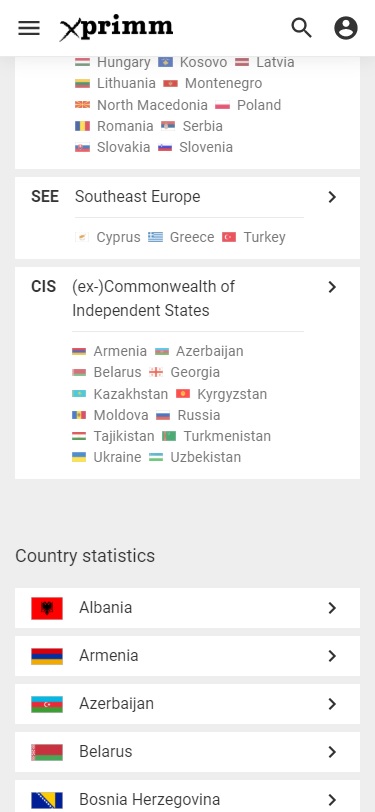 xprimm
Hungary Kosovo Latvia
Lithuania Montenegro
North Macedonia Poland
Romania Serbia
Slovakia Slovenia
SEE Southeast Europe
Cyprus Greece Turkey
CIS (ex-)Commonwealth of
Independent States
Armenia Azerbaijan
Belarus Georgia
Kazakhstan Kyrgyzstan
Moldova Russia
Tajikistan Turkmenistan
Ukraine Uzbekistan
Country statistics
Albania
Armenia
Azerbaijan
Belarus
Bosnia Herzegovina